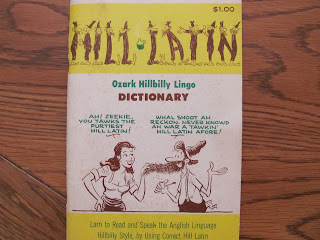 $1.00
HILL LATIN
Ozark Hillbilly Lingo
DICTIONARY
AH! ZEEKIE,
YOU TAWKS THE
PURTIEST
HILL LATIN!
WHAL SHOOT AH
RECKON, NEVER KNOWD
AH WAR A TAWKIN'
HILL LATIN AFORE!
Larn to Read and Speak the Anglish Linguage
Hillbilly Style, by Using Correct Hill Latin